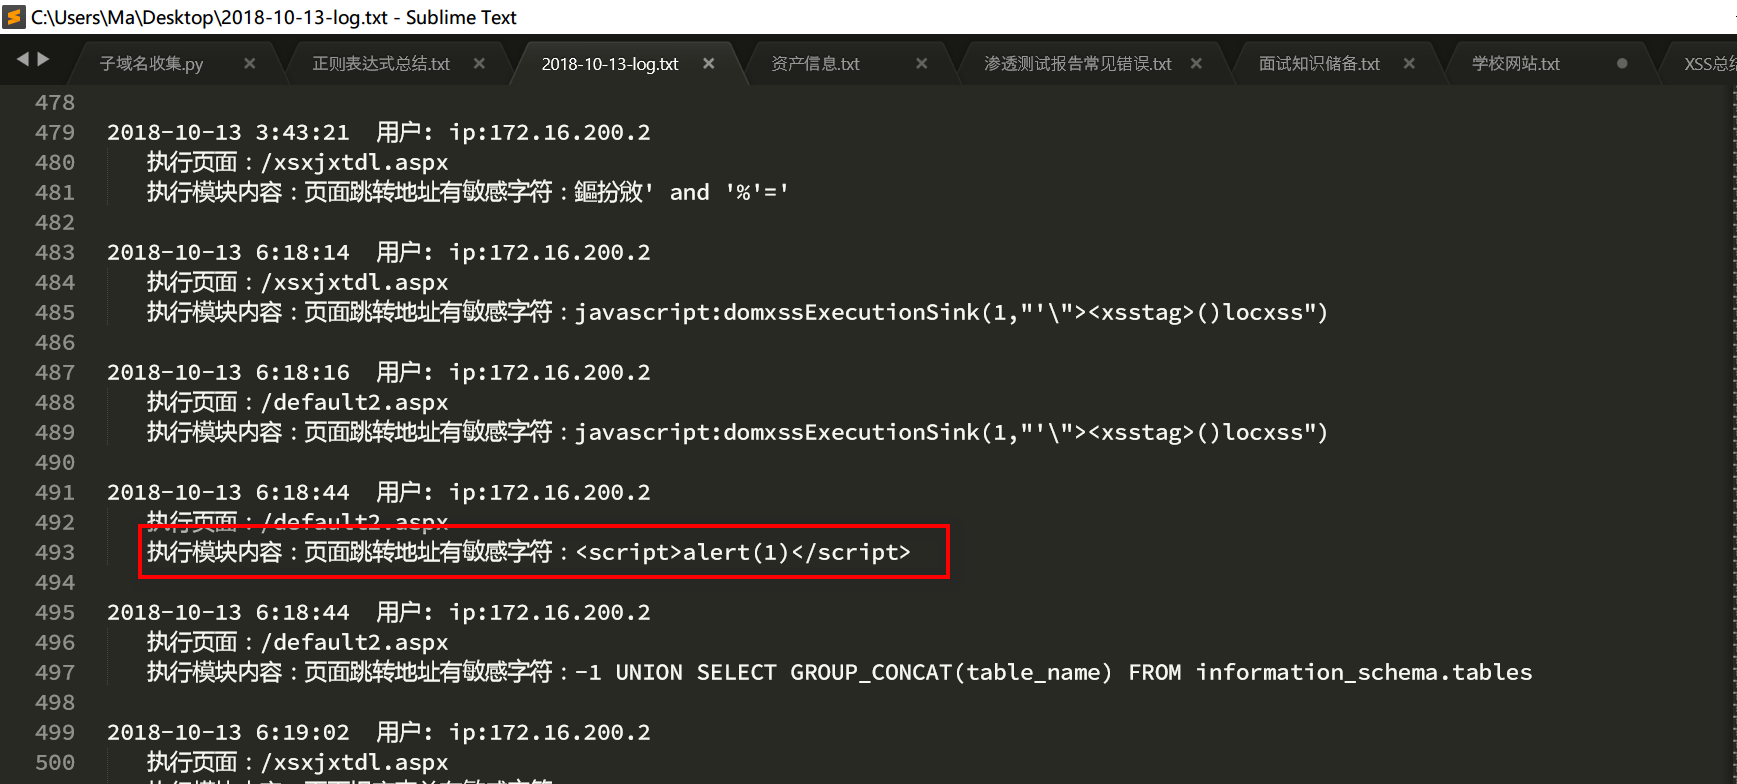 C:\Users\Ma\Desktop\2018-10-13-log.txt - Sublime Text
子域名收集.py × 正则表达式总结.txt × 2018-10-13-log.txt × 资产信息.txt × 渗透测试报告常见错误.txt × 面试知识储备.txt × 学校网站.txt XSS总结
478
479 2018-10-13 3:43:21 用户: ip:172.16.200.2
480 执行页面：/xsxjxtdl.aspx
481 执行模块内容：页面跳转地址有敏感字符：鏂扮敓' and '%'='
482
483 2018-10-13 6:18:14 用户: ip:172.16.200.2
484 执行页面：/xsxjxtdl.aspx
485 执行模块内容：页面跳转地址有敏感字符：javascript:domxssExecutionSink(1,"'\"><xsstag>()locxss")
486
487 2018-10-13 6:18:16 用户: ip:172.16.200.2
488 执行页面：/default2.aspx
489 执行模块内容：页面跳转地址有敏感字符：javascript:domxssExecutionSink(1,"'\"><xsstag>()locxss")
490
491 2018-10-13 6:18:44 用户: ip:172.16.200.2
492 执行页面：/default2.aspx
493 执行模块内容：页面跳转地址有敏感字符：<script>alert(1)</script>
494
495 2018-10-13 6:18:44 用户: ip:172.16.200.2
496 执行页面：/default2.aspx
497 执行模块内容：页面跳转地址有敏感字符：-1 UNION SELECT GROUP_CONCAT(table_name) FROM information_schema.tables
498
499 2018-10-13 6:19:02 用户: ip:172.16.200.2
500 执行页面：/xsxjxtdl.aspx